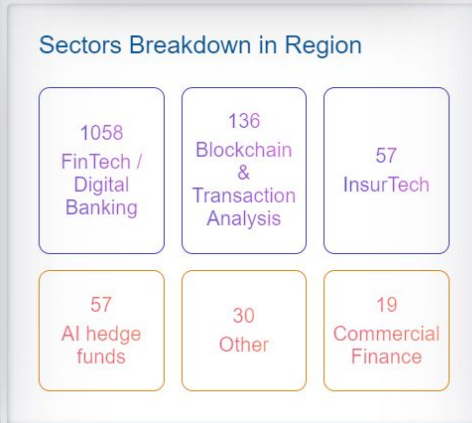 Sectors Breakdown in Region
1058
FinTech /
Digital
Banking
136
Blockchain
&
Transaction
Analysis
57
InsurTech
57
AI hedge
funds
30
Other
19
Commercial
Finance